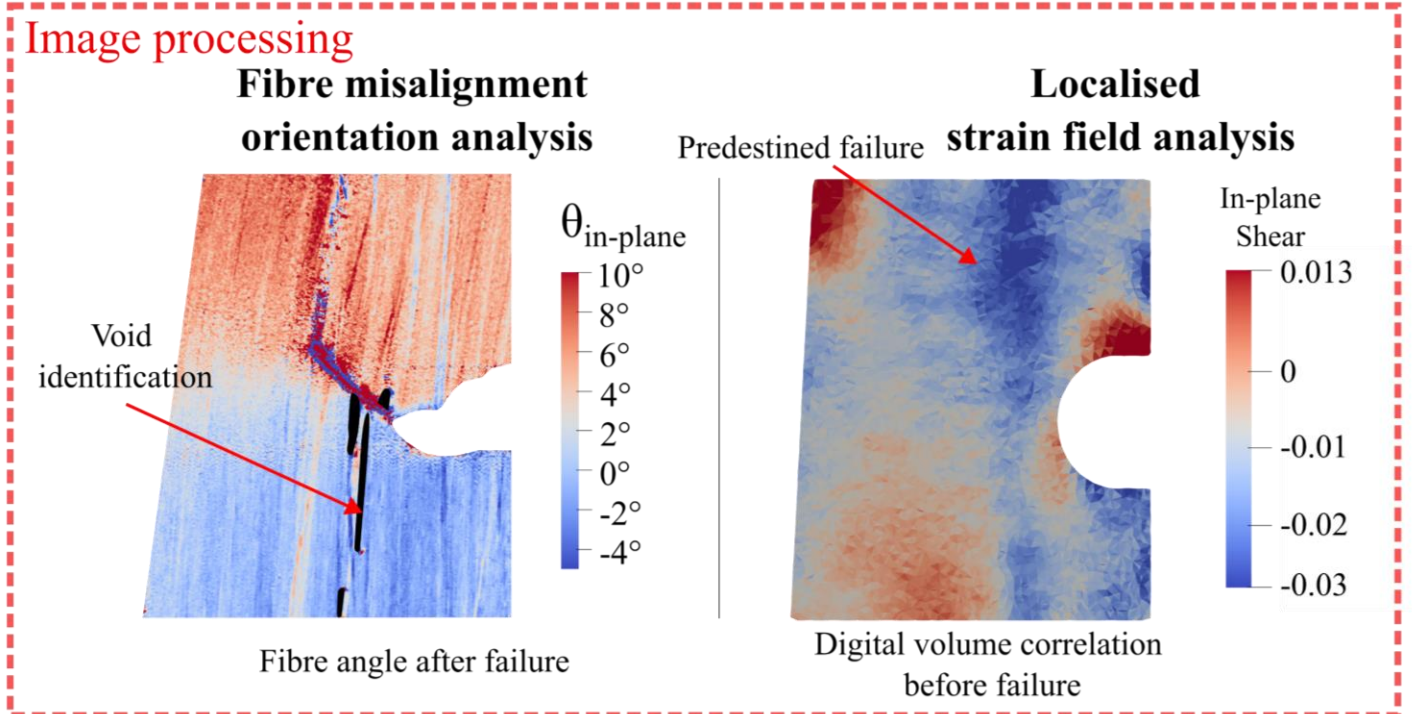 Image processing
Fibre misalignment
orientation analysis
Void
identification
θin-plane
10°
8°
6°
4°
2°
0°
-2°
-4°
Fibre angle after failure
Localised
strain field analysis
Predestined failure
In-plane
Shear
0.013
0
-0.01
-0.02
-0.03
Digital volume correlation
before failure